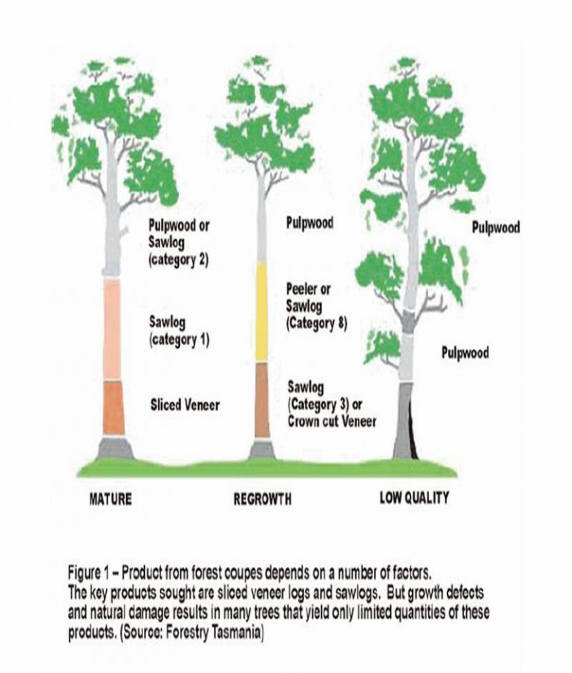 Pulpwood or
Sawlog
(category 2)
Sawlog
(category 1)
Sliced Veneer
Pulpwood
Peeler or
Sawlog
(Category 8)
Sawlog
(Category 3) or
Crown cut Veneer
Pulpwood
Pulpwood
MATURE
REGROWTH
LOW QUALITY
Figure 1 – Product from forest coupes depends on a number of factors.
The key products sought are sliced veneer logs and sawlogs. But growth defects
and natural damage results in many trees that yield only limited quantities of these
products. (Source: Forestry Tasmania)